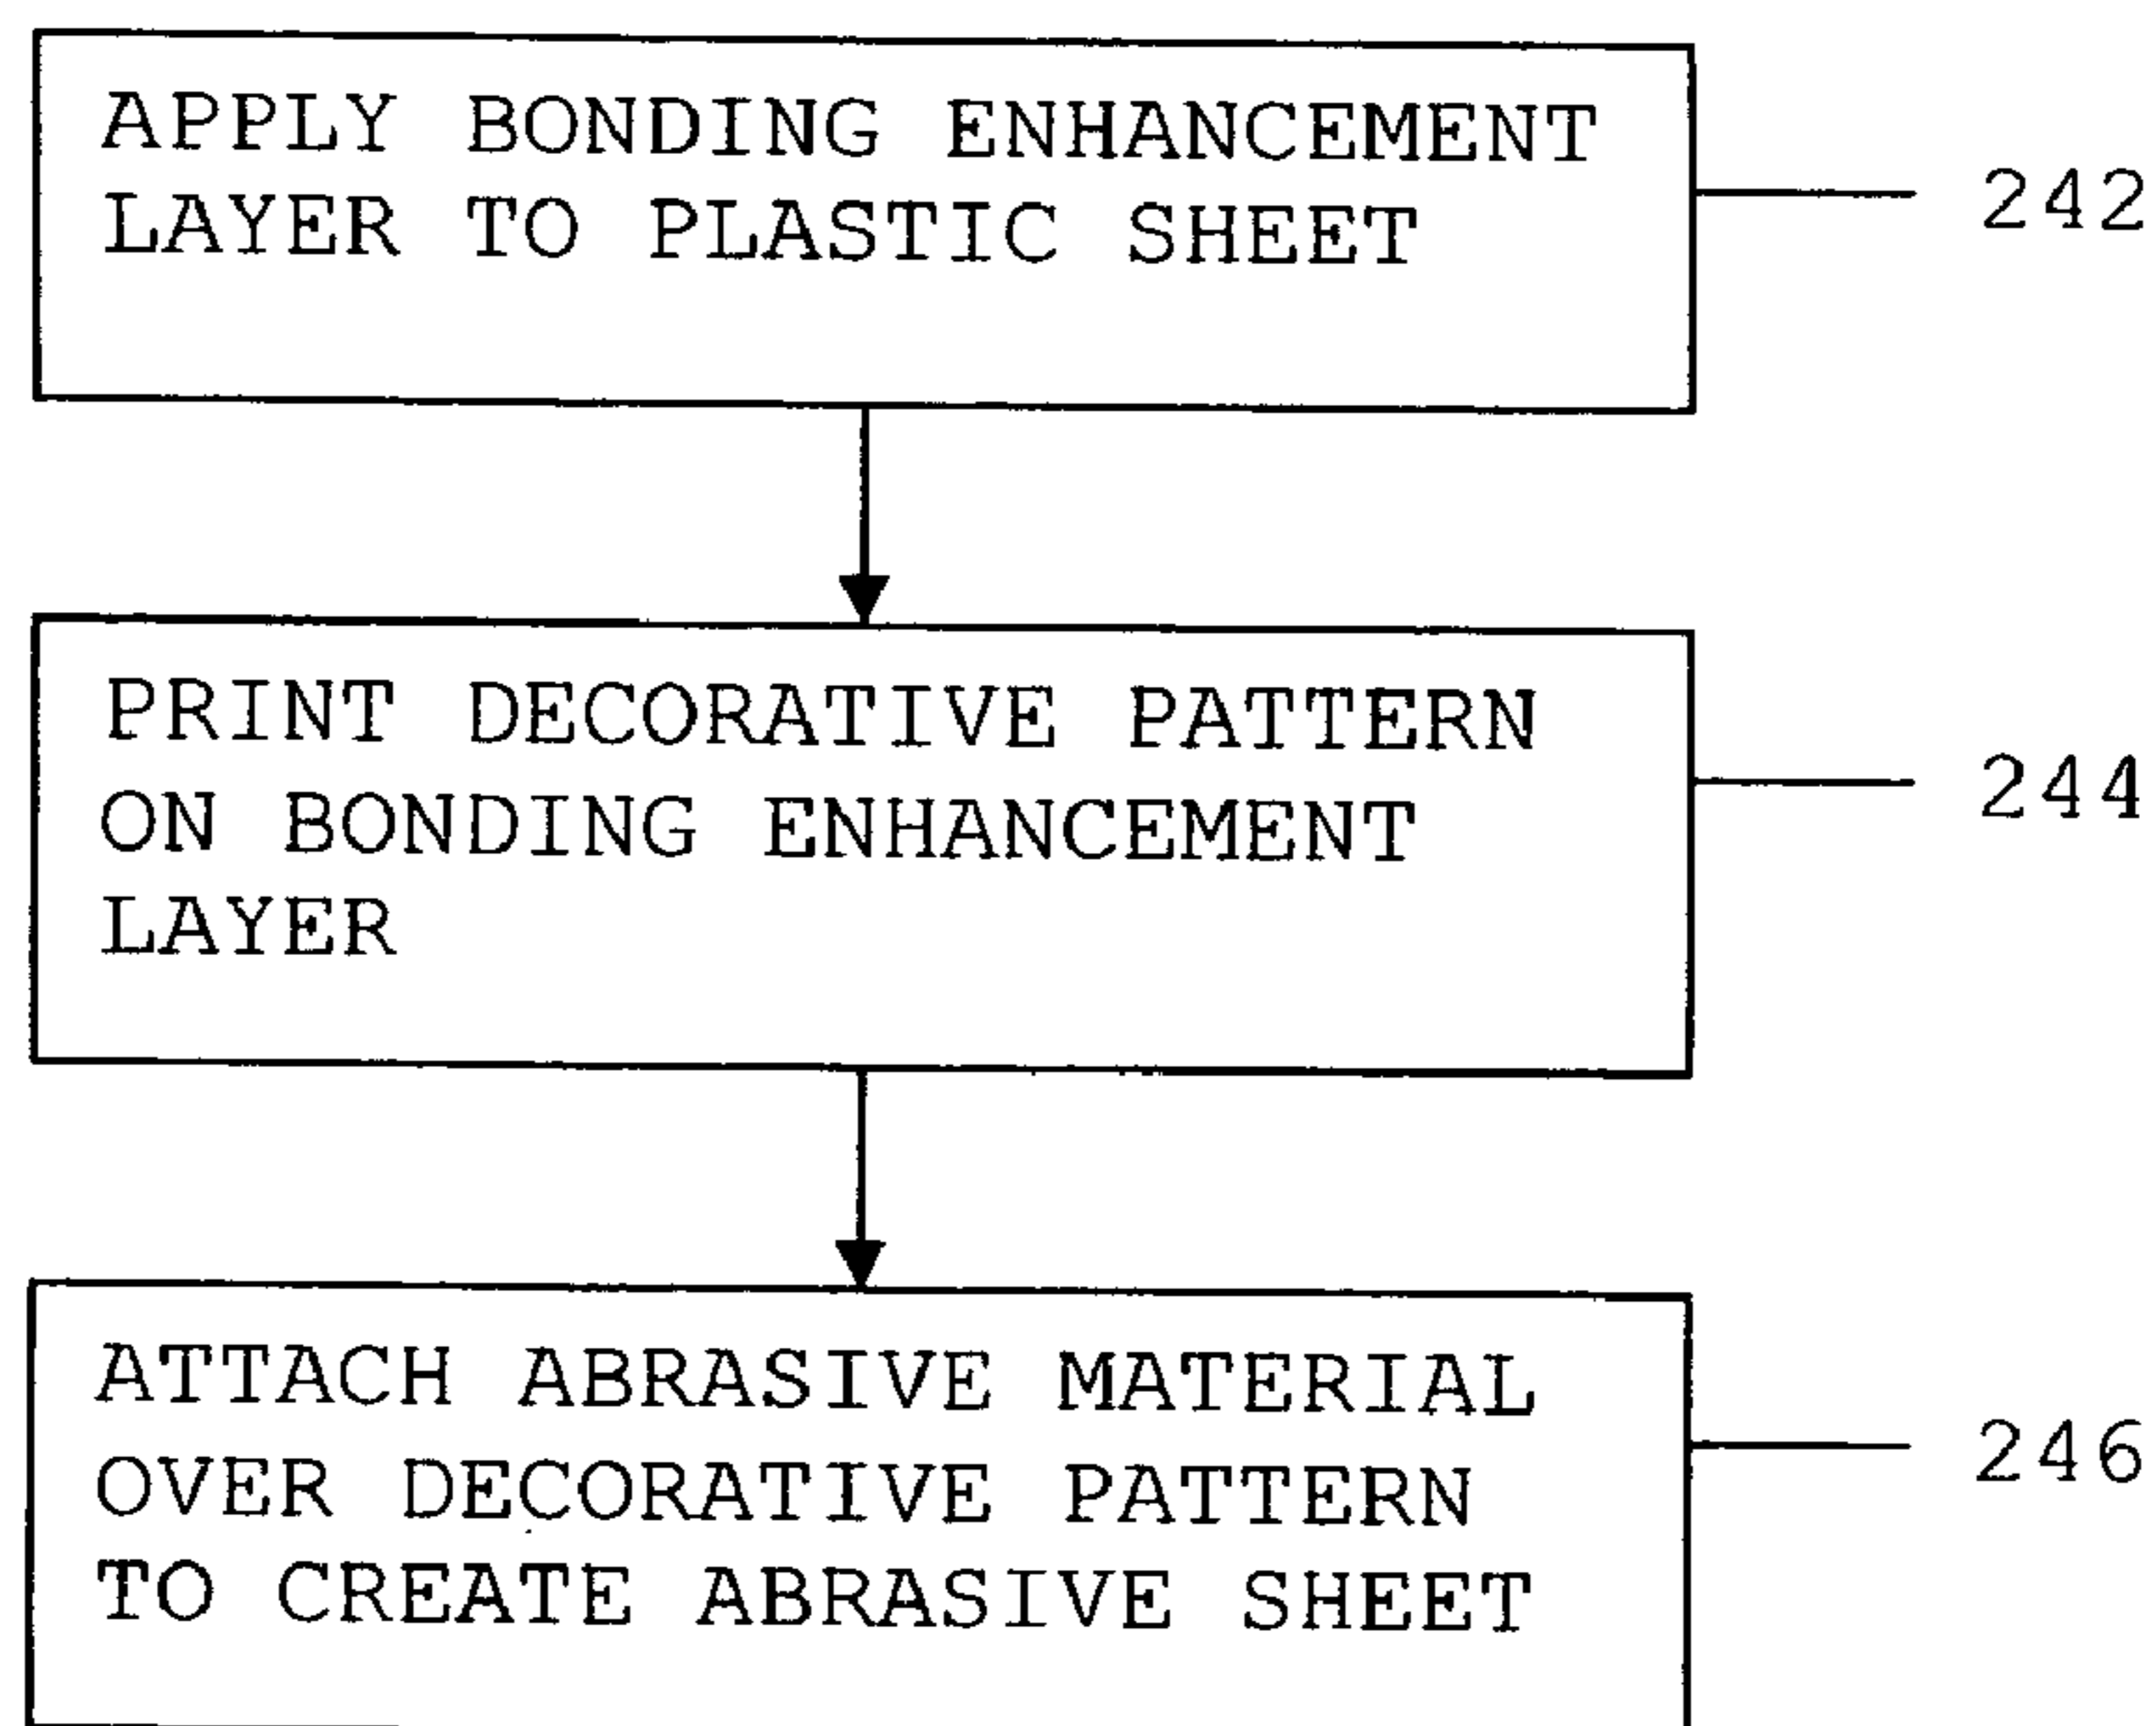 APPLY BONDING ENHANCEMENT
LAYER TO PLASTIC SHEET
242
PRINT DECORATIVE PATTERN
ON BONDING ENHANCEMENT
LAYER
244
ATTACH ABRASIVE MATERIAL
OVER DECORATIVE PATTERN
TO CREATE ABRASIVE SHEET
246